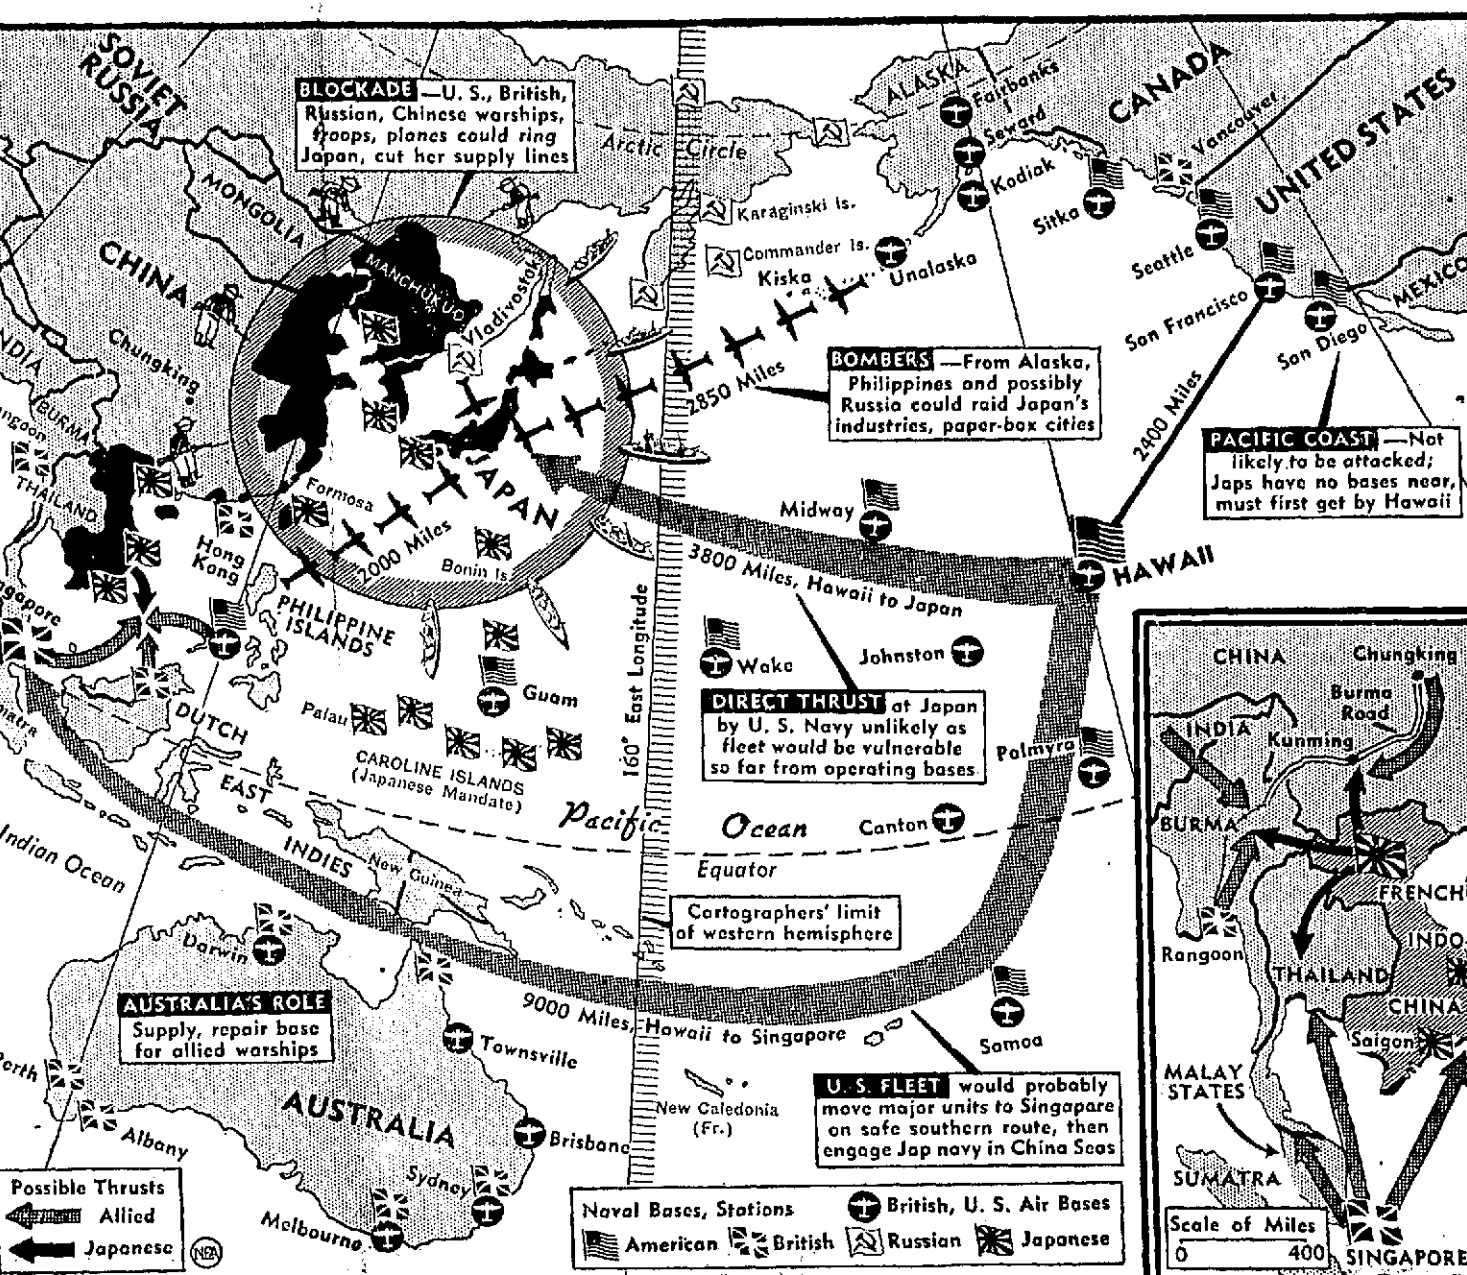 SOVIET
RUSSIA
MONGOLIA
CHINA
BLOCKADE —U. S., British,
Russian, Chinese warships,
troops, planes could ring
Japan, cut her supply lines
Arctic Circle
ALASKA
Fairbanks
Seward
Kodiak
Sitka
CANADA
Vancouver
UNITED STATES
Seattle
San Francisco
San Diego
MEXICO
Karaginski Is.
Commander Is.
Kiska
Unalaska
MANCHUKUO
Vladivostok
Chungking
BURMA
THAILAND
2850 Miles
BOMBERS —From Alaska,
Philippines and possibly
Russia could raid Japan's
industries, paper-box cities
2400 Miles
PACIFIC COAST —Not
likely to be attacked;
Japs have no bases near,
must first get by Hawaii
JAPAN
Formosa
2000 Miles
Bonin Is.
Hong
Kong
Midway
HAWAII
3800 Miles, Hawaii to Japan
PHILIPPINE
ISLANDS
160° East Longitude
Wake
Johnston
Guam
Palau
CAROLINE ISLANDS
(Japanese Mandate)
DIRECT THRUST at Japan
by U. S. Navy unlikely as
fleet would be vulnerable
so far from operating bases
Palmyra
Canton
DUTCH
EAST
INDIES
Pacific Ocean
Equator
Indian Ocean
New Guinea
Cartographers' limit
of western hemisphere
Darwin
9000 Miles, Hawaii to Singapore
Samoa
AUSTRALIA'S ROLE
Supply, repair base
for allied warships
Townsville
Perth
Albany
AUSTRALIA
Brisbane
Sydney
Melbourne
New Caledonia
(Fr.)
U. S. FLEET would probably
move major units to Singapore
on safe southern route, then
engage Jap navy in China Seas
Possible Thrusts
Allied
Japanese
NEA
Naval Bases, Stations
British, U. S. Air Bases
American
British
Russian
Japanese
CHINA
Chungking
Burma
Road
INDIA
Kunming
BURMA
FRENCH
INDO-
CHINA
Rangoon
THAILAND
Saigon
MALAY
STATES
SUMATRA
Scale of Miles
0 400
SINGAPORE